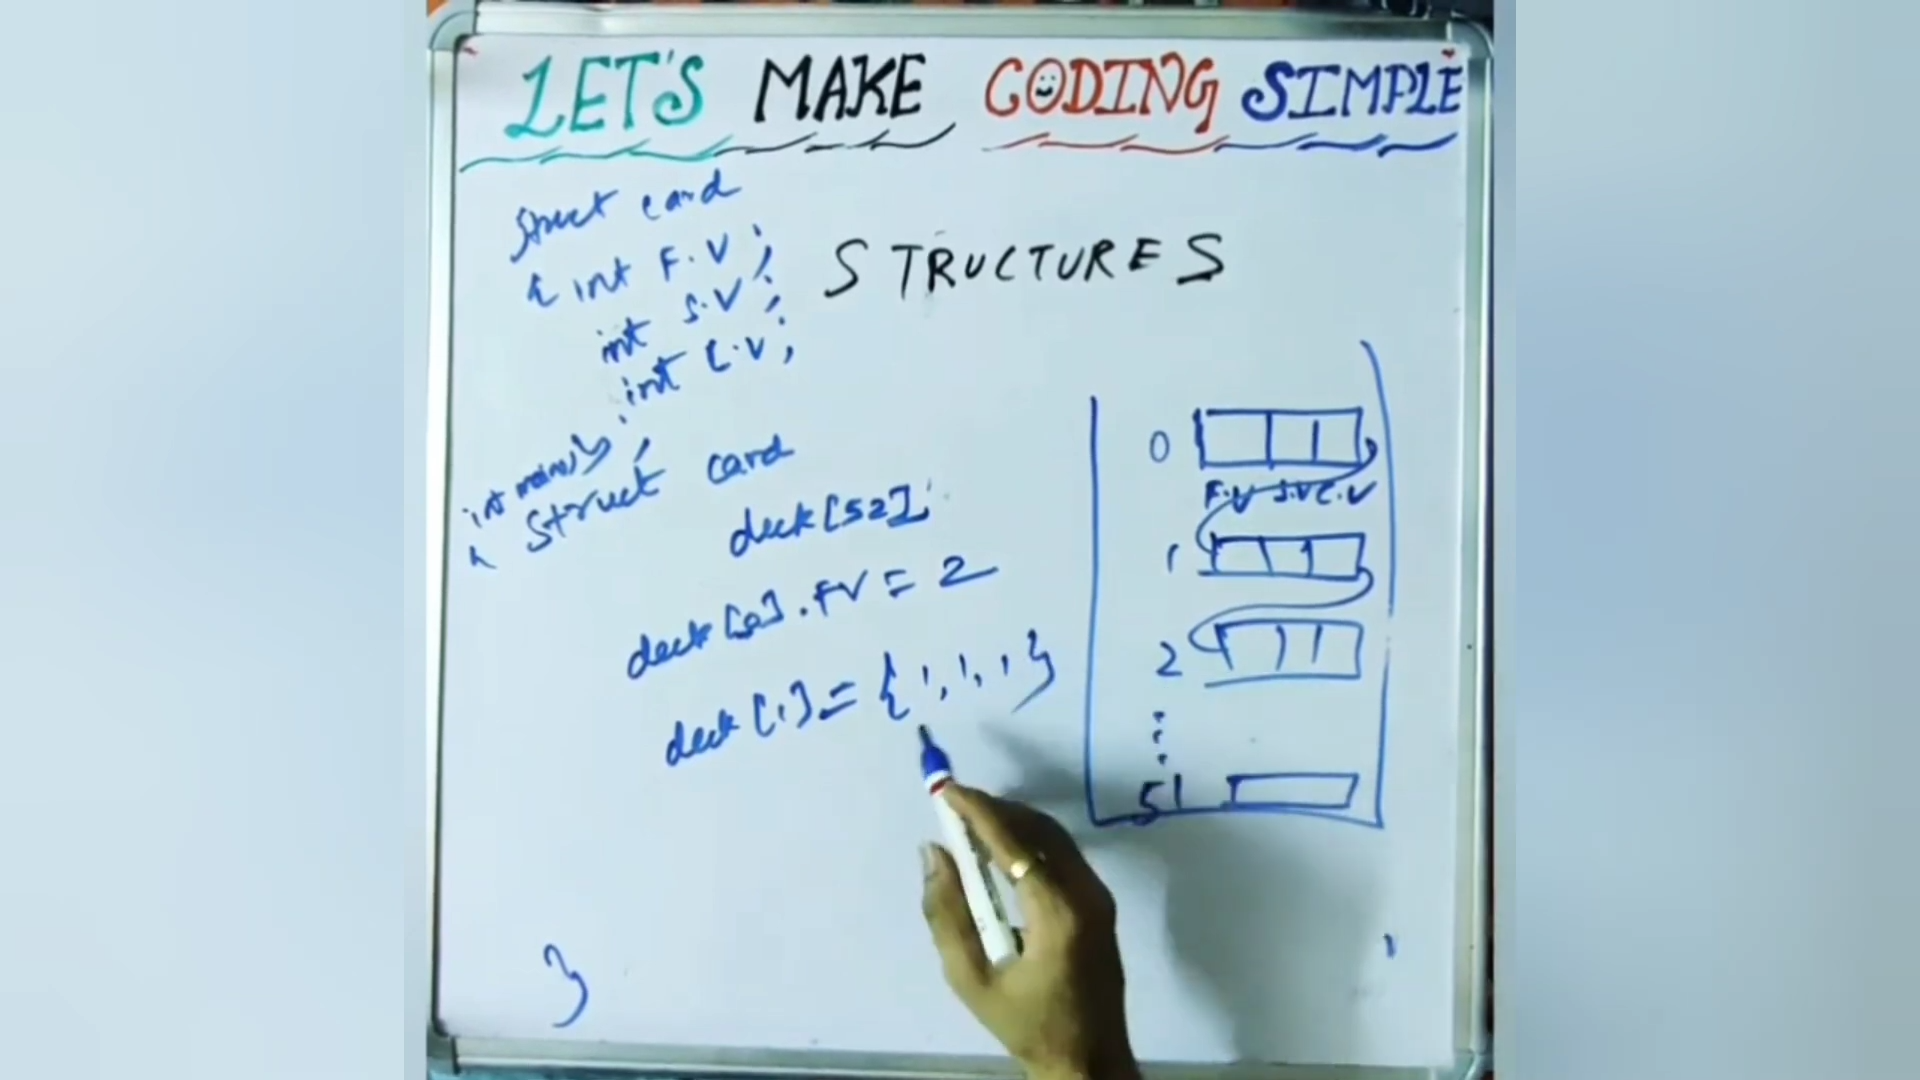 LET'S MAKE CODING SIMPLE
STRUCTURES
struct card
{ int F.V;
int S.V;
int C.V;
};
int main()
{ struct card
deck[52];
deck[0].FV = 2
deck[1] = {1,1,1}
}
0
F.V S.V C.V
1
2
51